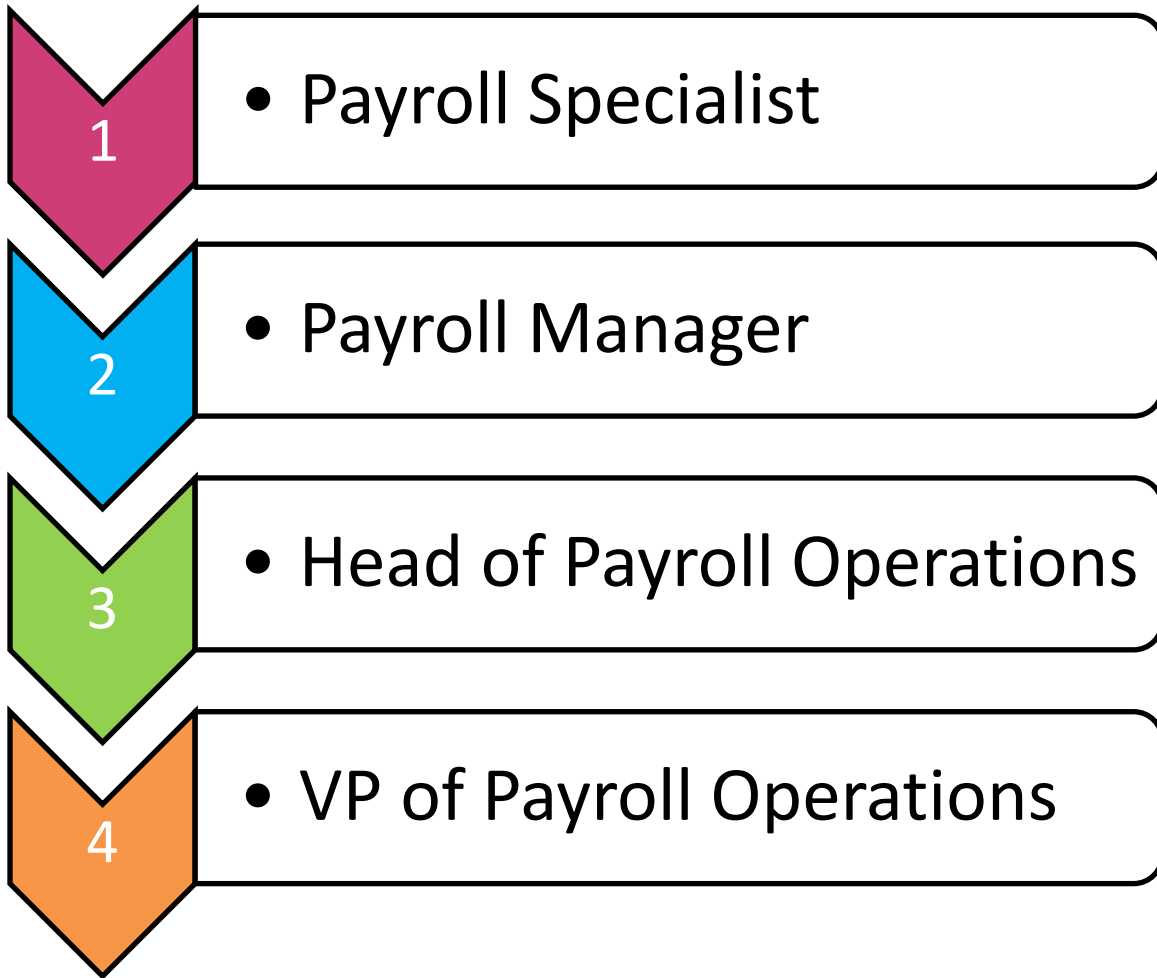 1
• Payroll Specialist
2
• Payroll Manager
3
• Head of Payroll Operations
4
• VP of Payroll Operations